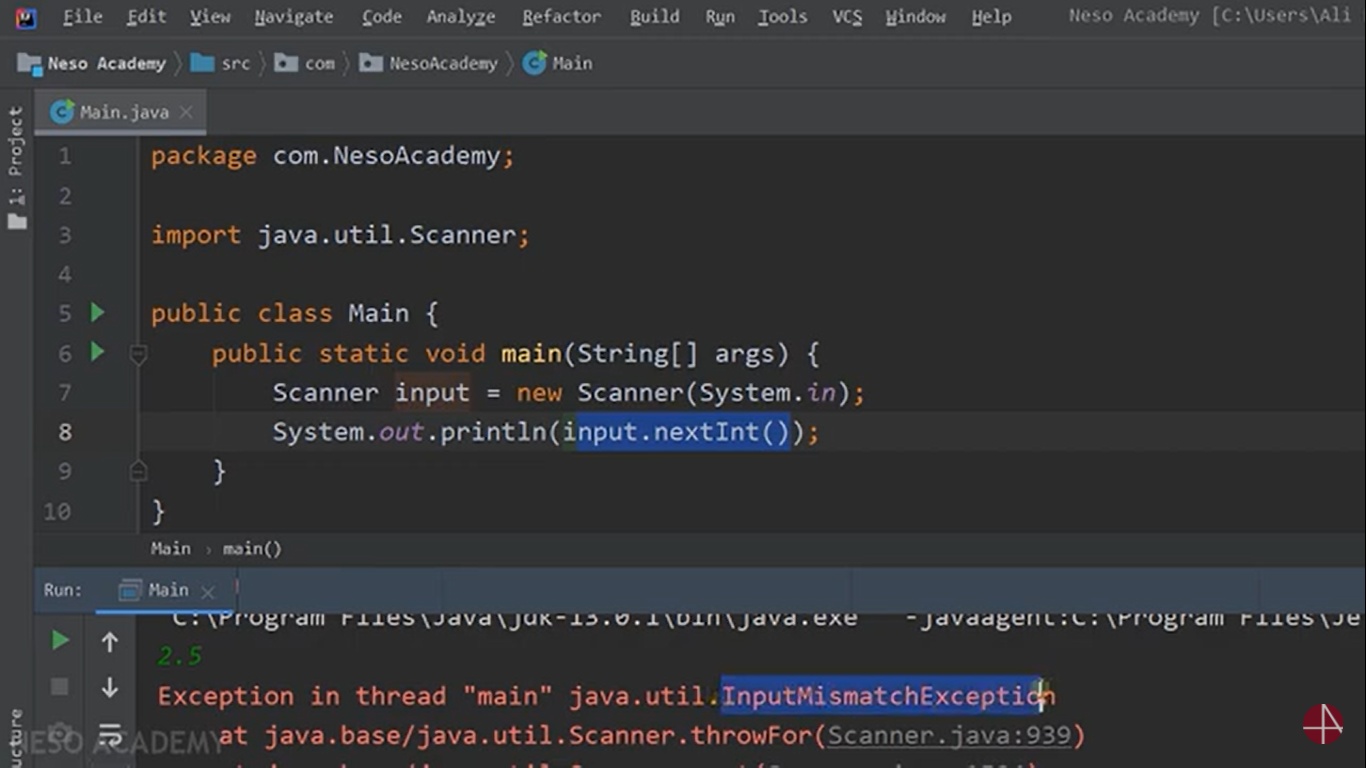 File Edit View Navigate Code Analyze Refactor Build Run Tools VCS Window Help Neso Academy [C:\Users\Ali
Neso Academy src com NesoAcademy Main
Main.java
1: Project
1 package com.NesoAcademy;
2
3 import java.util.Scanner;
4
5 public class Main {
6 public static void main(String[] args) {
7 Scanner input = new Scanner(System.in);
8 System.out.println(input.nextInt());
9 }
10 }
Main › main()
Run: Main
"C:\Program Files\Java\jdk-13.0.1\bin\java.exe" "-javaagent:C:\Program Files\Je
2.5
Exception in thread "main" java.util.InputMismatchException
at java.base/java.util.Scanner.throwFor(Scanner.java:939)
NESO ACADEMY